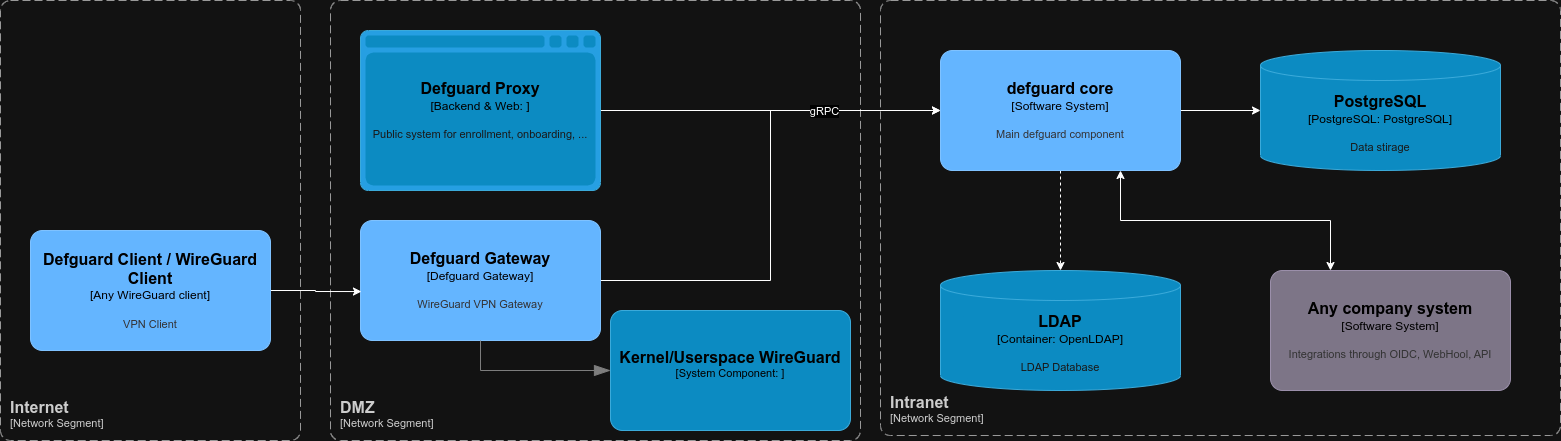 Defguard Client / WireGuard
Client
[Any WireGuard client]
VPN Client
Internet
[Network Segment]
Defguard Proxy
[Backend & Web: ]
Public system for enrollment, onboarding, ...
Defguard Gateway
[Defguard Gateway]
WireGuard VPN Gateway
Kernel/Userspace WireGuard
[System Component: ]
DMZ
[Network Segment]
gRPC
defguard core
[Software System]
Main defguard component
PostgreSQL
[PostgreSQL: PostgreSQL]
Data stirage
LDAP
[Container: OpenLDAP]
LDAP Database
Any company system
[Software System]
Integrations through OIDC, WebHool, API
Intranet
[Network Segment]